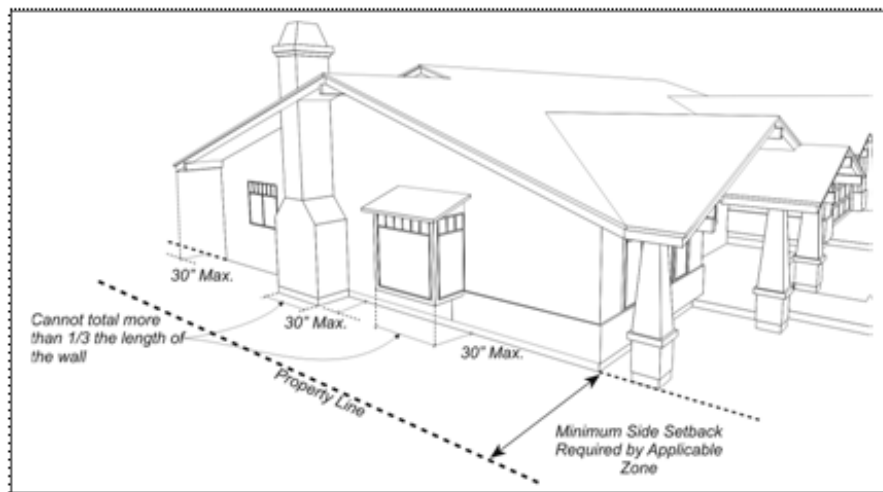 30" Max.
Cannot total more
than 1/3 the length of
the wall
30" Max.
30" Max.
Property Line
Minimum Side Setback
Required by Applicable
Zone